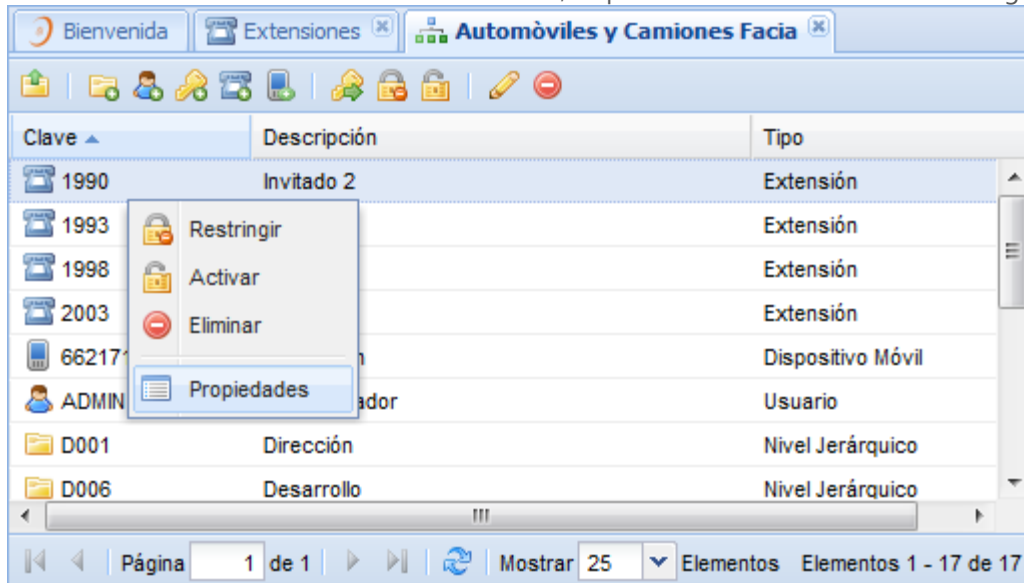 Bienvenida Extensiones Automòviles y Camiones Facia
Clave Descripción Tipo
1990 Invitado 2 Extensión
1993 Extensión
1998 Extensión
2003 Extensión
Restringir
Activar
Eliminar
Propiedades
Dispositivo Móvil
ADMIN Usuario
D001 Dirección Nivel Jerárquico
D006 Desarrollo Nivel Jerárquico
Página 1 de 1 Mostrar 25 Elementos Elementos 1 - 17 de 17